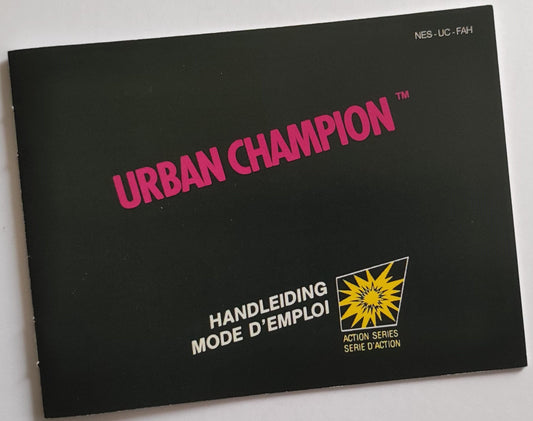 NES-UC-FAH
URBAN CHAMPION™
HANDLEIDING
MODE D'EMPLOI
ACTION SERIES
SERIE D'ACTION